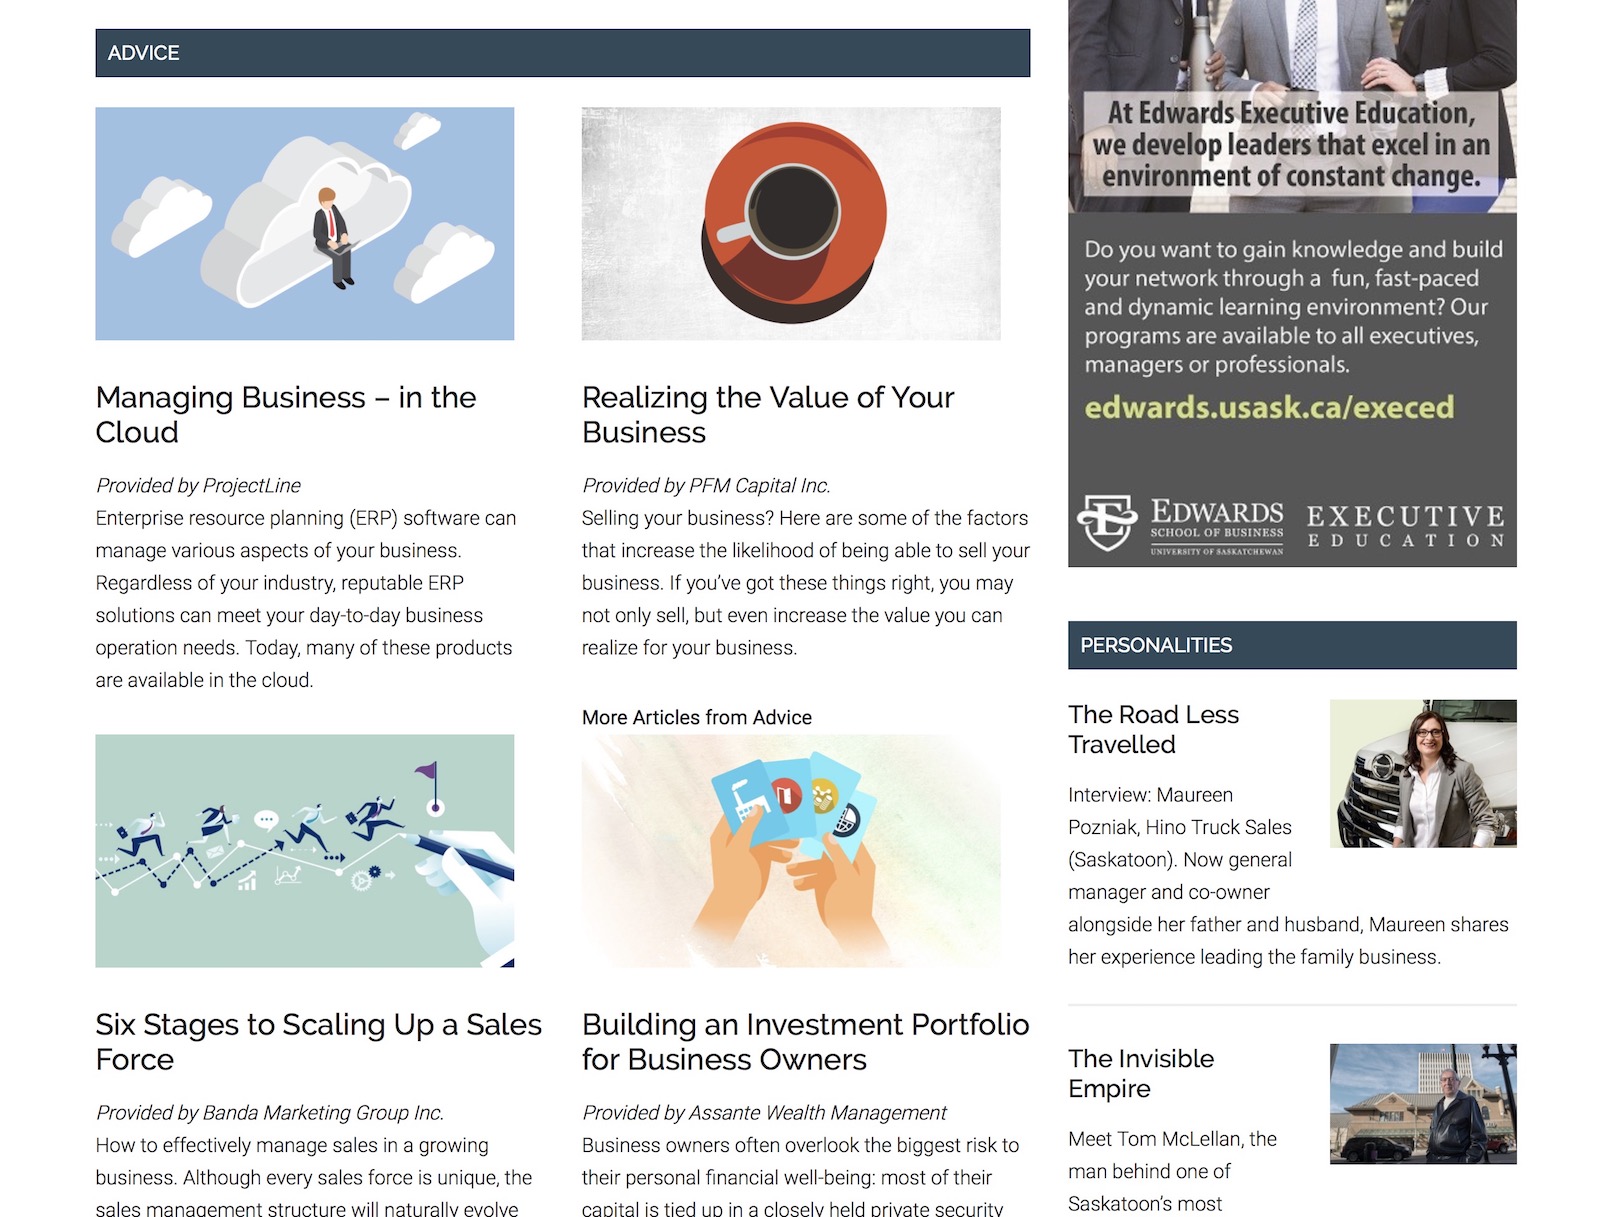 ADVICE
Managing Business – in the
Cloud
Provided by ProjectLine
Enterprise resource planning (ERP) software can
manage various aspects of your business.
Regardless of your industry, reputable ERP
solutions can meet your day-to-day business
operation needs. Today, many of these products
are available in the cloud.
Realizing the Value of Your
Business
Provided by PFM Capital Inc.
Selling your business? Here are some of the factors
that increase the likelihood of being able to sell your
business. If you’ve got these things right, you may
not only sell, but even increase the value you can
realize for your business.
More Articles from Advice
Six Stages to Scaling Up a Sales
Force
Provided by Banda Marketing Group Inc.
How to effectively manage sales in a growing
business. Although every sales force is unique, the
sales management structure will naturally evolve
Building an Investment Portfolio
for Business Owners
Provided by Assante Wealth Management
Business owners often overlook the biggest risk to
their personal financial well-being: most of their
capital is tied up in a closely held private security
At Edwards Executive Education,
we develop leaders that excel in an
environment of constant change.
Do you want to gain knowledge and build
your network through a fun, fast-paced
and dynamic learning environment? Our
programs are available to all executives,
managers or professionals.
edwards.usask.ca/execed
E
EDWARDS
SCHOOL OF BUSINESS
UNIVERSITY OF SASKATCHEWAN
EXECUTIVE
EDUCATION
PERSONALITIES
The Road Less
Travelled
Interview: Maureen
Pozniak, Hino Truck Sales
(Saskatoon). Now general
manager and co-owner
alongside her father and husband, Maureen shares
her experience leading the family business.
The Invisible
Empire
Meet Tom McLellan, the
man behind one of
Saskatoon’s most